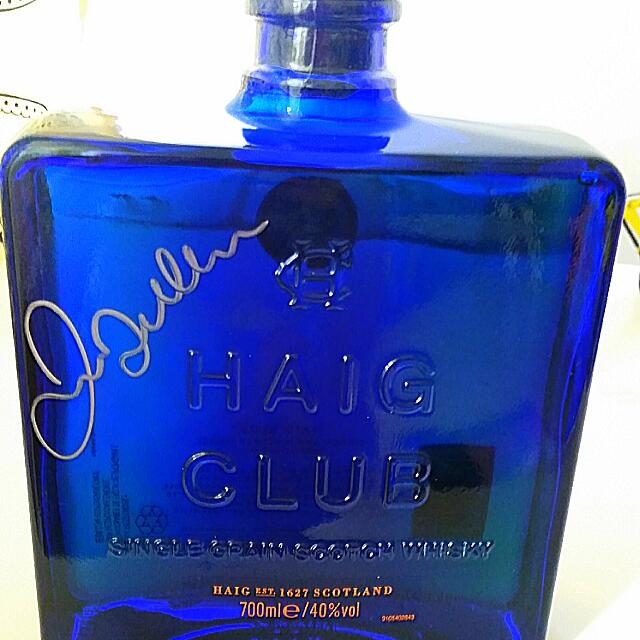 HAIG
CLUB
SINGLE GRAIN SCOTCH WHISKY
HAIG EST. 1627 SCOTLAND
700ml e/40%vol